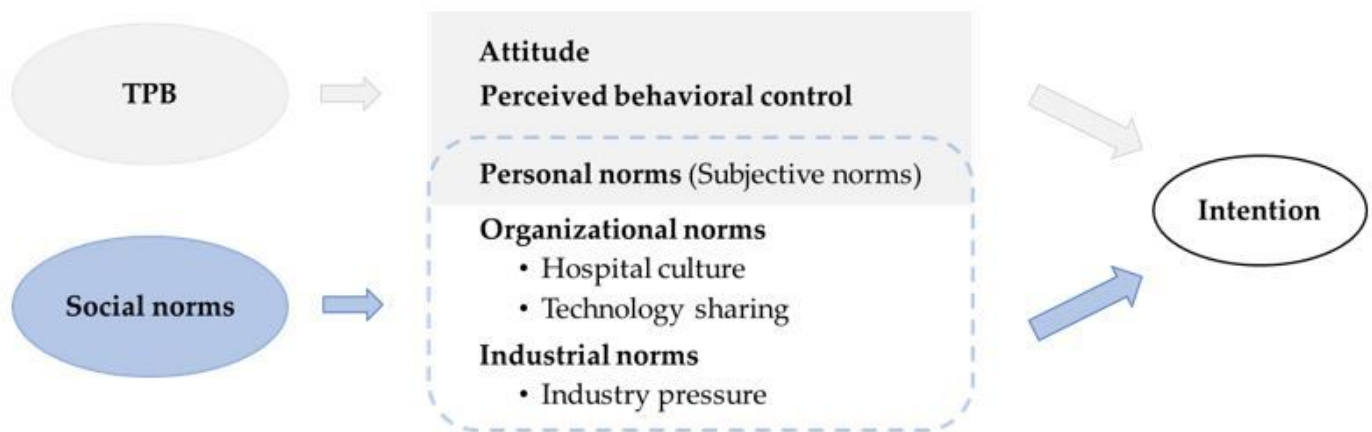 TPB
Attitude
Perceived behavioral control
Personal norms (Subjective norms)
Organizational norms
• Hospital culture
• Technology sharing
Industrial norms
• Industry pressure
Social norms
Intention